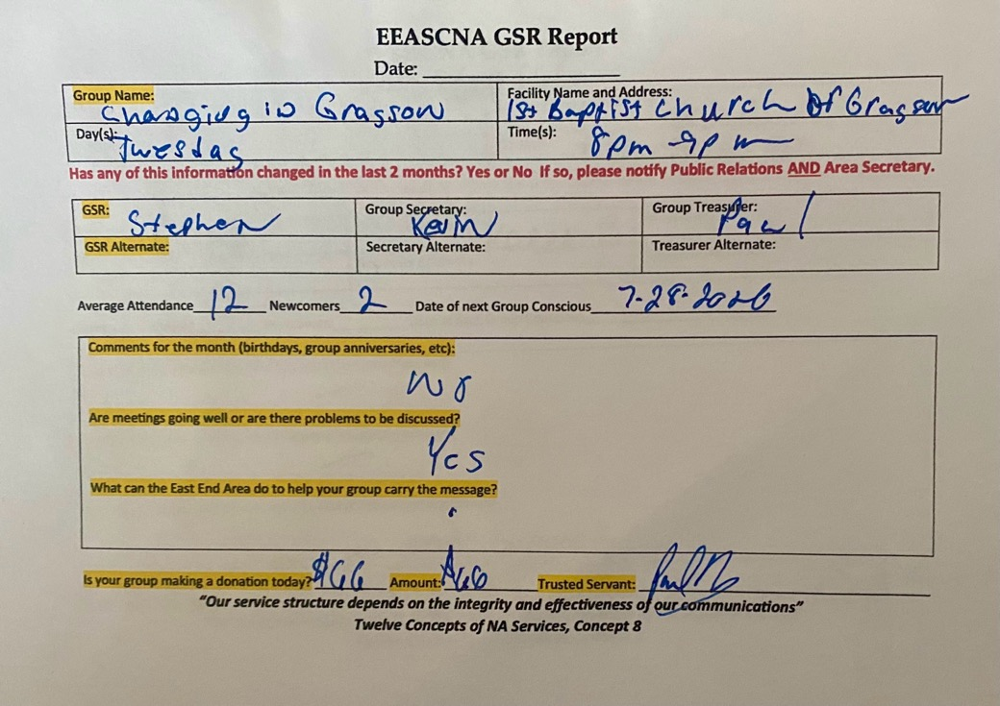 EEASCNA GSR Report
Date:
Group Name: Changing in Grayson
Facility Name and Address: 1st Baptist Church Of Grayson
Day(s): Tuesday
Time(s): 8pm-9pm
Has any of this information changed in the last 2 months? Yes or No If so, please notify Public Relations AND Area Secretary.
GSR: Stephen
Group Secretary: Kevin
Group Treasurer: Paul
GSR Alternate:
Secretary Alternate:
Treasurer Alternate:
Average Attendance 12 Newcomers 2 Date of next Group Conscious 7-28-2026
Comments for the month (birthdays, group anniversaries, etc):
No
Are meetings going well or are there problems to be discussed?
Yes
What can the East End Area do to help your group carry the message?
Is your group making a donation today? $66 Amount: $66 Trusted Servant:
"Our service structure depends on the integrity and effectiveness of our communications"
Twelve Concepts of NA Services, Concept 8